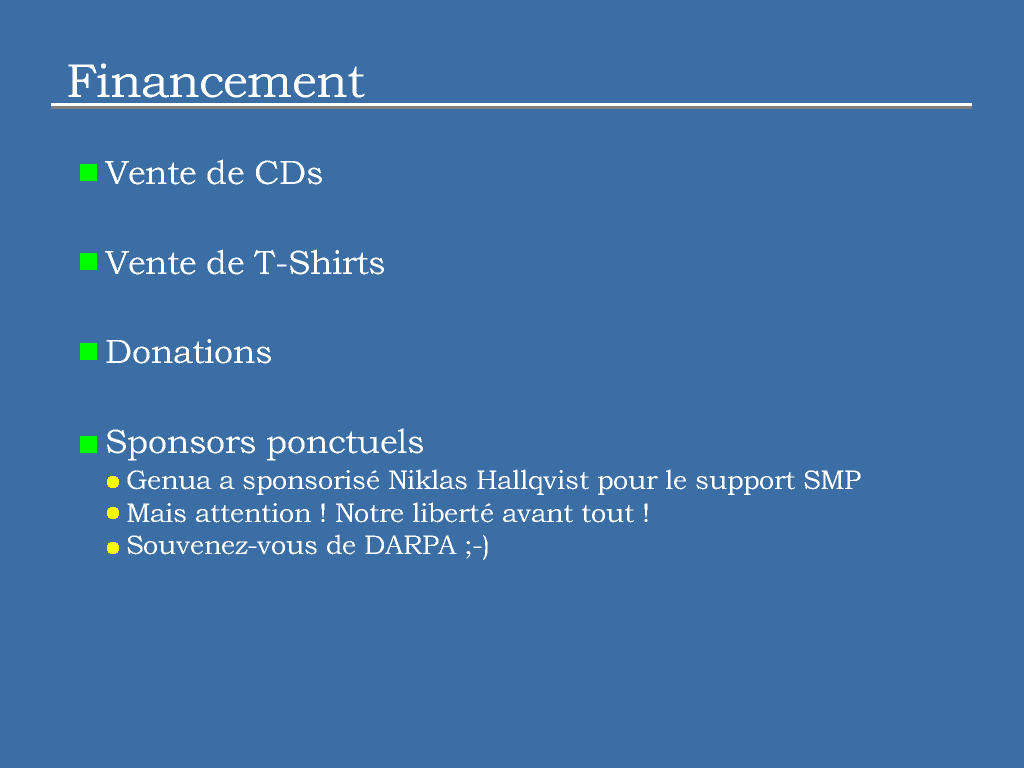 Financement
Vente de CDs
Vente de T-Shirts
Donations
Sponsors ponctuels
Genua a sponsorisé Niklas Hallqvist pour le support SMP
Mais attention ! Notre liberté avant tout !
Souvenez-vous de DARPA ;-)